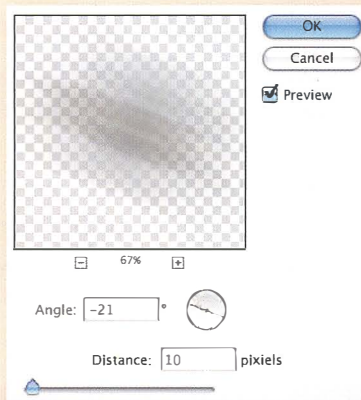 OK
Cancel
Preview
67%
Angle: -21 °
Distance: 10 pixiels